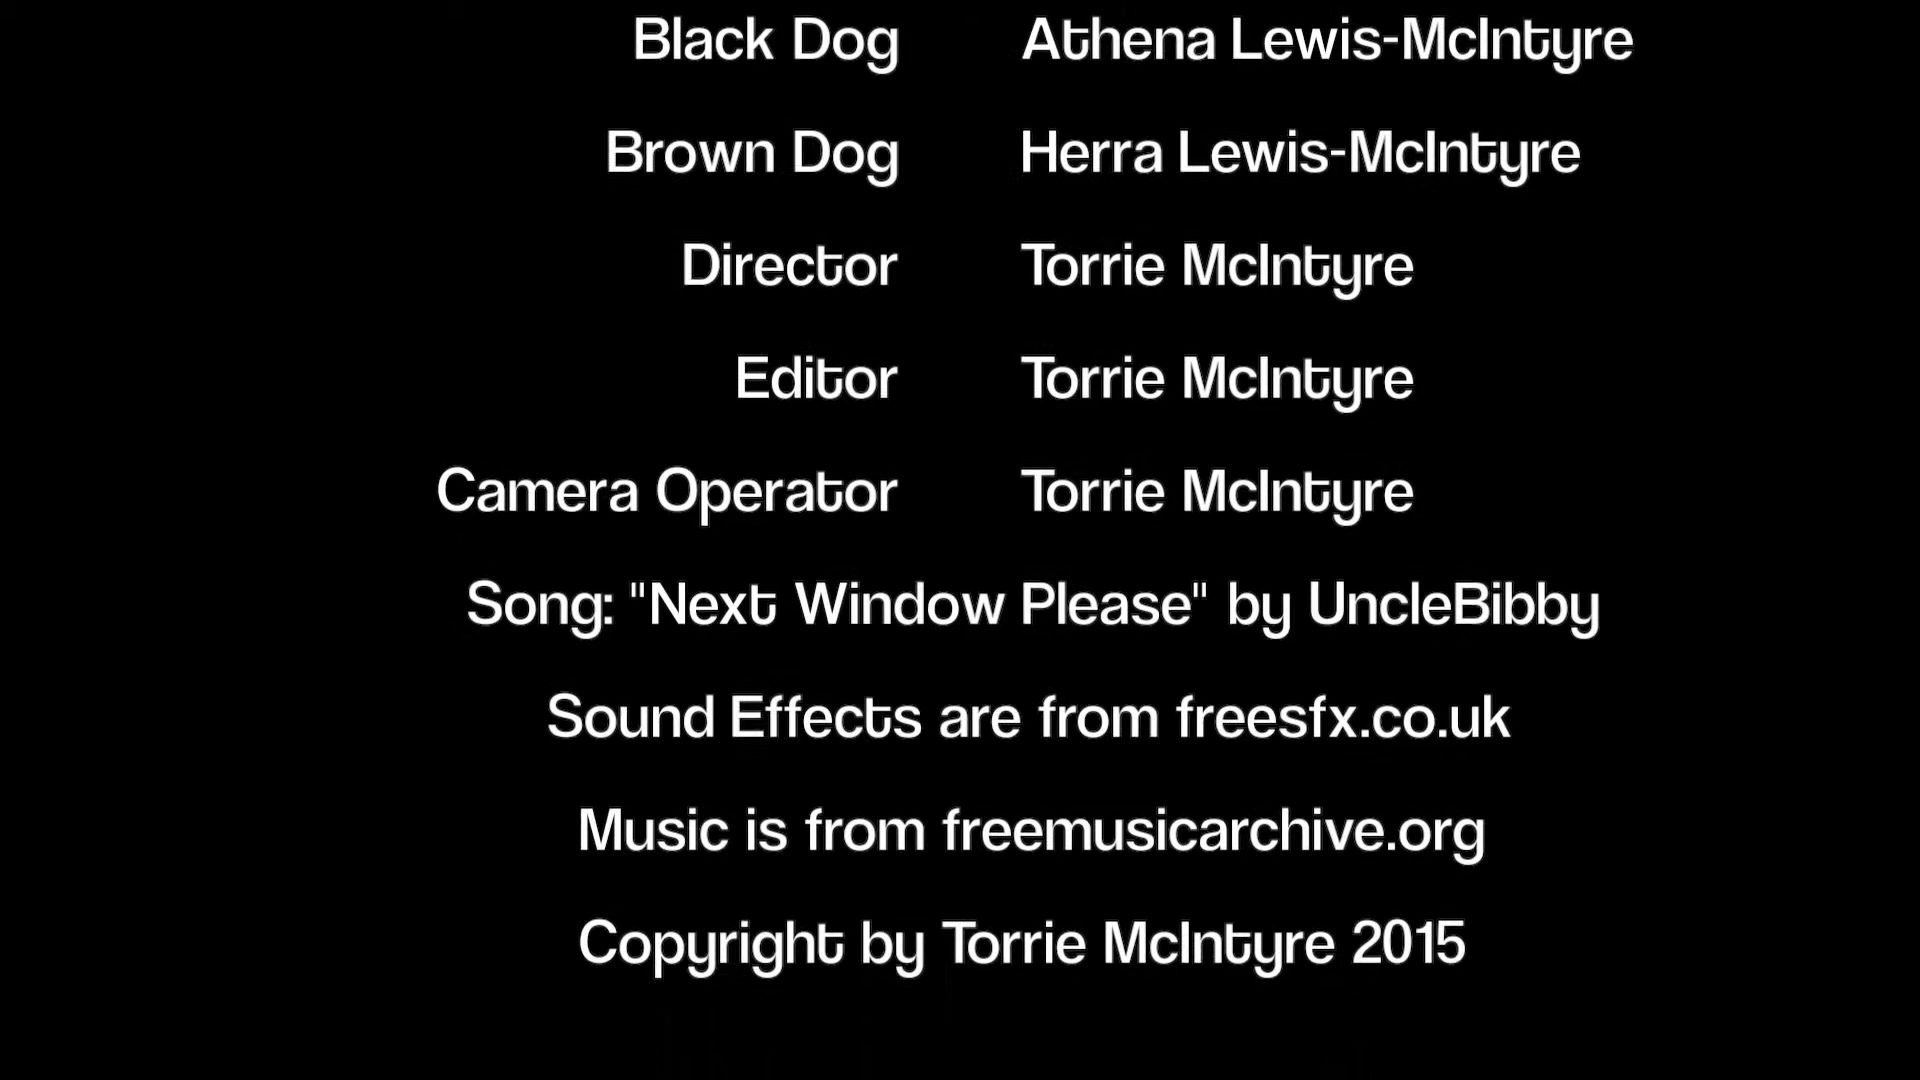 Black Dog Athena Lewis-McIntyre
Brown Dog Herra Lewis-McIntyre
Director Torrie McIntyre
Editor Torrie McIntyre
Camera Operator Torrie McIntyre
Song: "Next Window Please" by UncleBibby
Sound Effects are from freesfx.co.uk
Music is from freemusicarchive.org
Copyright by Torrie McIntyre 2015